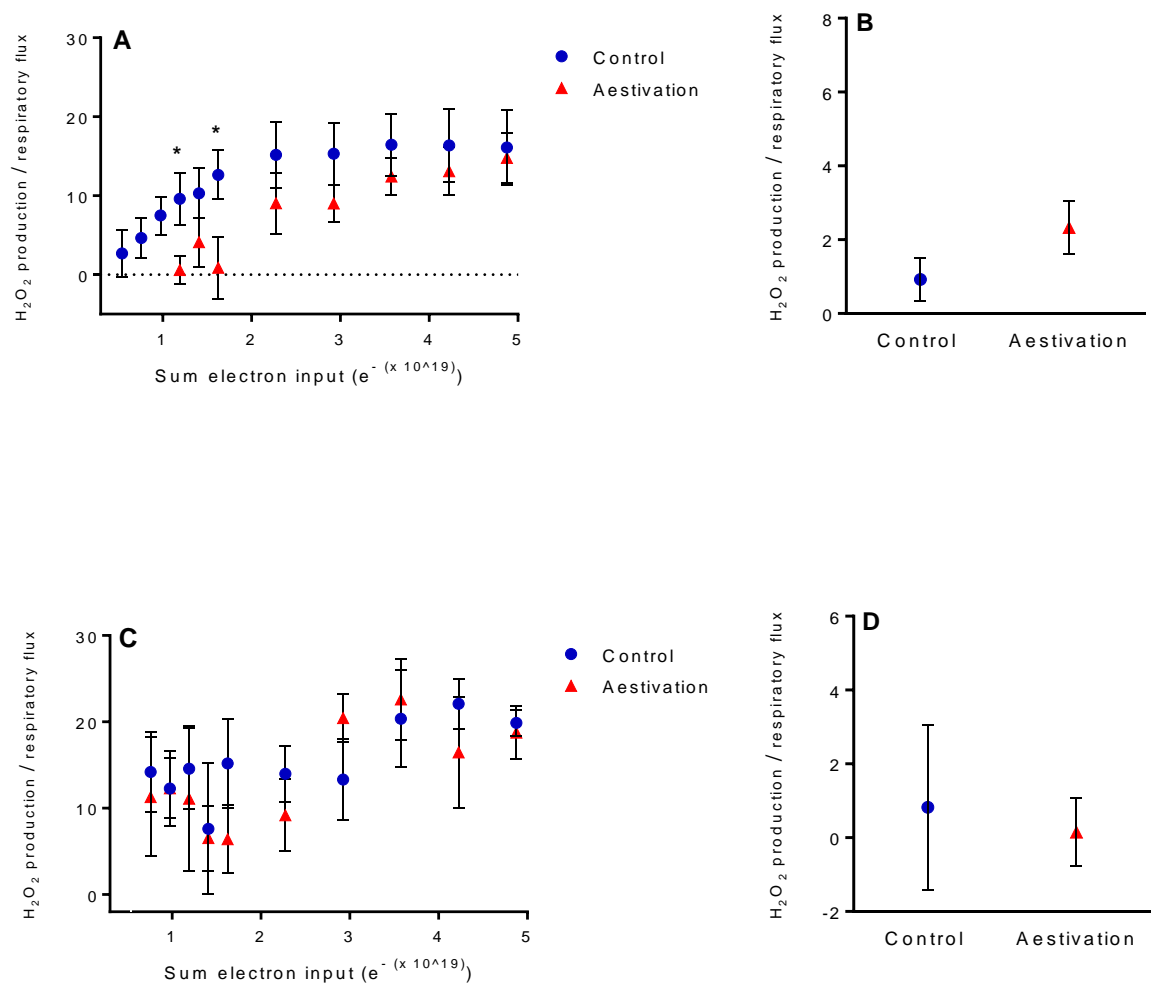 A
30
20
10
0
H₂O₂ production / respiratory flux
*
*
1 2 3 4 5
Sum electron input (e⁻ ⁽ˣ ¹⁰^¹⁹⁾)
Control
Aestivation
B
8
6
4
2
0
H₂O₂ production / respiratory flux
Control Aestivation
C
30
20
10
0
H₂O₂ production / respiratory flux
1 2 3 4 5
Sum electron input (e⁻ ⁽ˣ ¹⁰^¹⁹⁾)
Control
Aestivation
D
6
4
2
0
-2
H₂O₂ production / respiratory flux
Control Aestivation